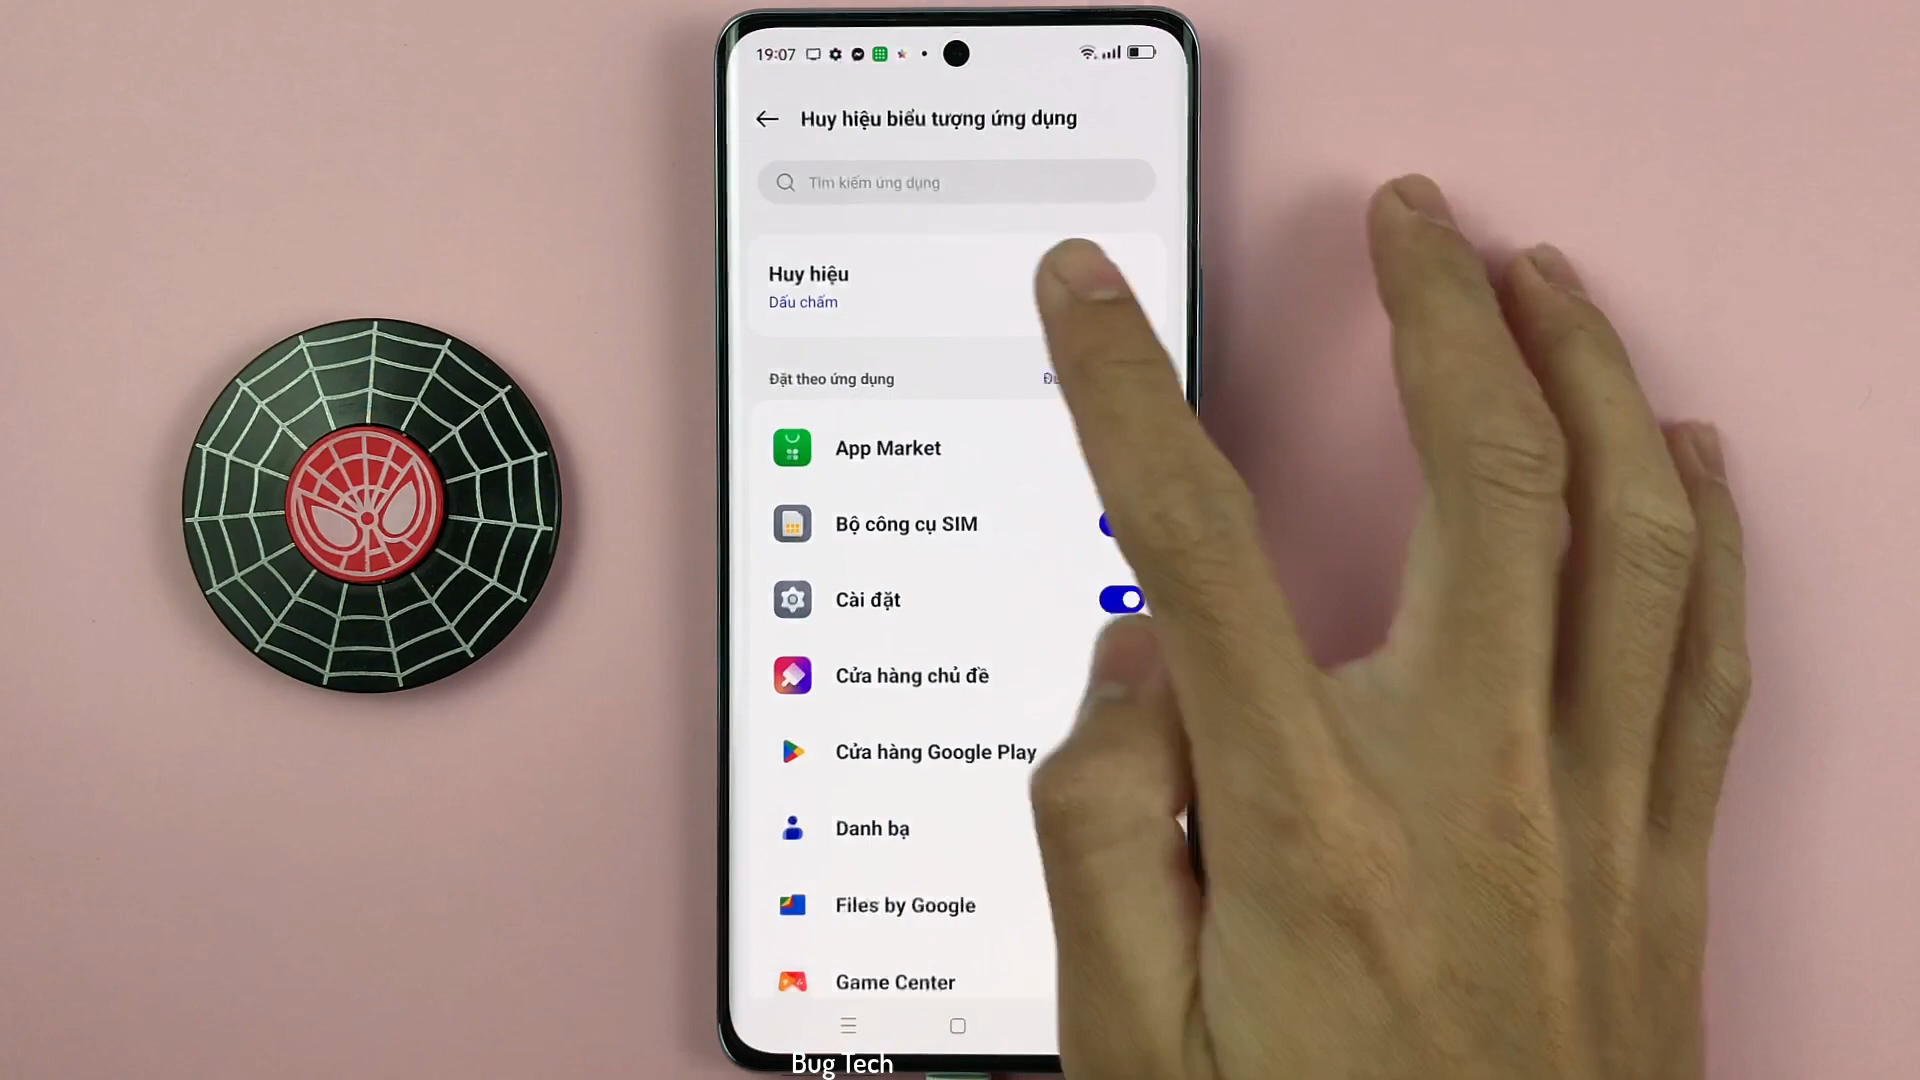 19:07
Huy hiệu biểu tượng ứng dụng
Tìm kiếm ứng dụng
Huy hiệu
Dấu chấm
Đặt theo ứng dụng
App Market
Bộ công cụ SIM
Cài đặt
Cửa hàng chủ đề
Cửa hàng Google Play
Danh bạ
Files by Google
Game Center
Bug Tech